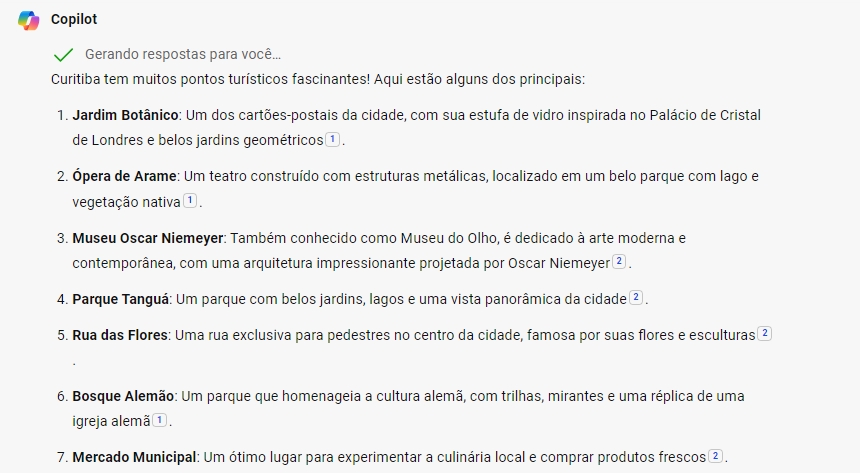 Copilot
Gerando respostas para você...
Curitiba tem muitos pontos turísticos fascinantes! Aqui estão alguns dos principais:
1. Jardim Botânico: Um dos cartões-postais da cidade, com sua estufa de vidro inspirada no Palácio de Cristal
de Londres e belos jardins geométricos 1 .
2. Ópera de Arame: Um teatro construído com estruturas metálicas, localizado em um belo parque com lago e
vegetação nativa 1 .
3. Museu Oscar Niemeyer: Também conhecido como Museu do Olho, é dedicado à arte moderna e
contemporânea, com uma arquitetura impressionante projetada por Oscar Niemeyer 2 .
4. Parque Tanguá: Um parque com belos jardins, lagos e uma vista panorâmica da cidade 2 .
5. Rua das Flores: Uma rua exclusiva para pedestres no centro da cidade, famosa por suas flores e esculturas 2
.
6. Bosque Alemão: Um parque que homenageia a cultura alemã, com trilhas, mirantes e uma réplica de uma
igreja alemã 1 .
7. Mercado Municipal: Um ótimo lugar para experimentar a culinária local e comprar produtos frescos 2 .